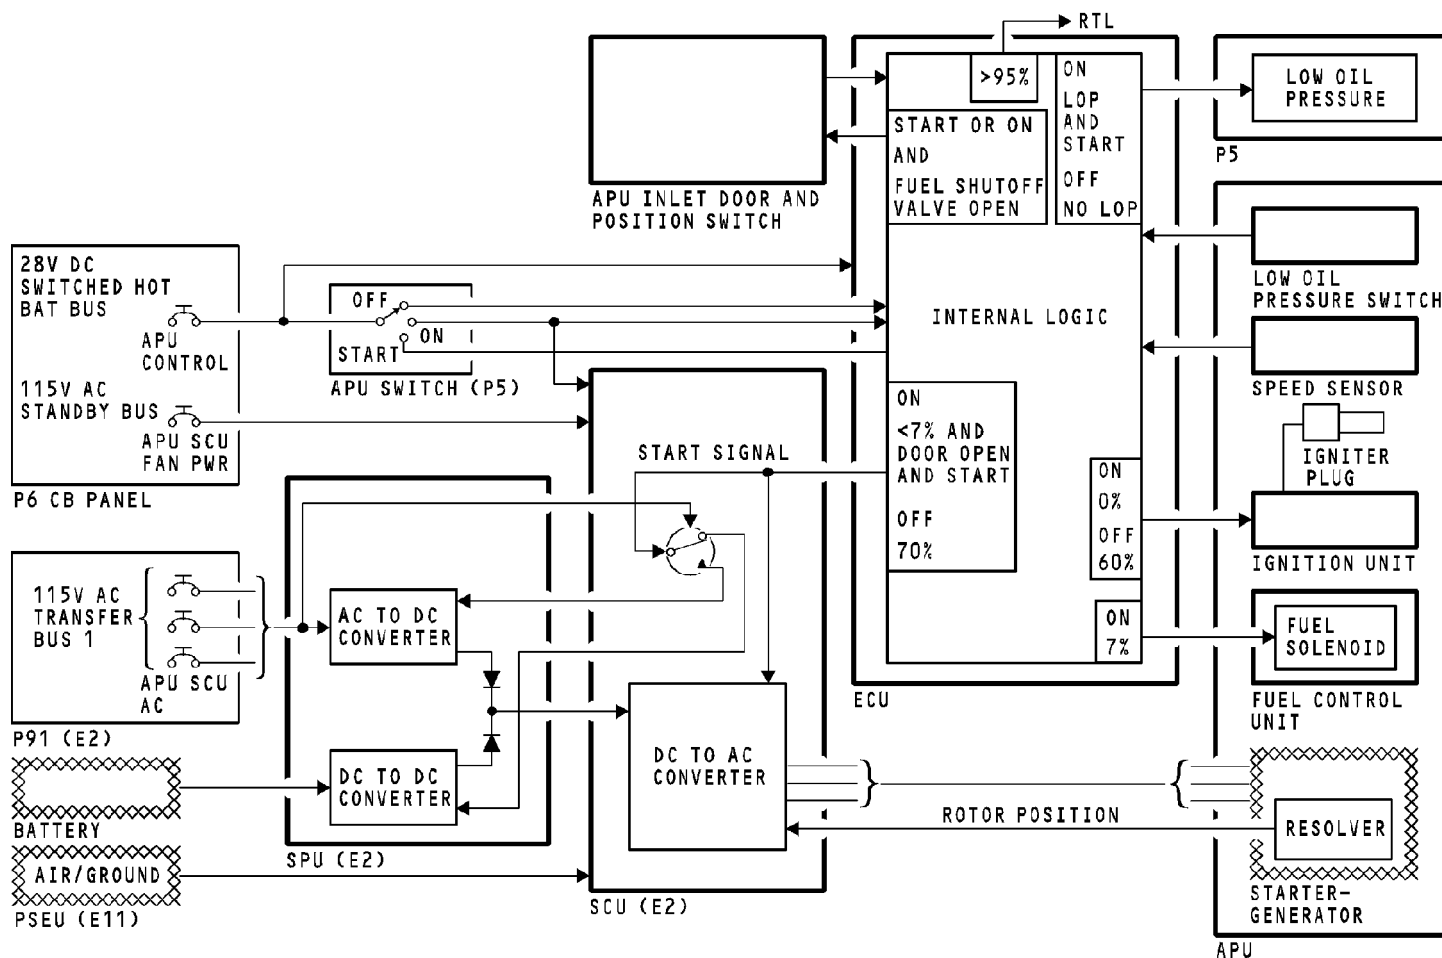 RTL
>95%
ON
LOP
AND
START
OFF
NO LOP
LOW OIL
PRESSURE
P5
START OR ON
AND
FUEL SHUTOFF
VALVE OPEN
APU INLET DOOR AND
POSITION SWITCH
APU
LOW OIL
PRESSURE SWITCH
28V DC
SWITCHED HOT
BAT BUS
APU
CONTROL
115V AC
STANDBY BUS
APU SCU
FAN PWR
P6 CB PANEL
OFF
ON
START
APU SWITCH (P5)
INTERNAL LOGIC
SPEED SENSOR
START SIGNAL
ON
<7% AND
DOOR OPEN
AND START
OFF
70%
IGNITER
PLUG
ON
0%
OFF
60%
IGNITION UNIT
ON
7%
FUEL
SOLENOID
FUEL CONTROL
UNIT
ECU
115V AC
TRANSFER
BUS 1
APU SCU
AC
P91 (E2)
AC TO DC
CONVERTER
DC TO DC
CONVERTER
SPU (E2)
BATTERY
AIR/GROUND
PSEU (E11)
DC TO AC
CONVERTER
SCU (E2)
ROTOR POSITION
RESOLVER
STARTER-
GENERATOR
APU